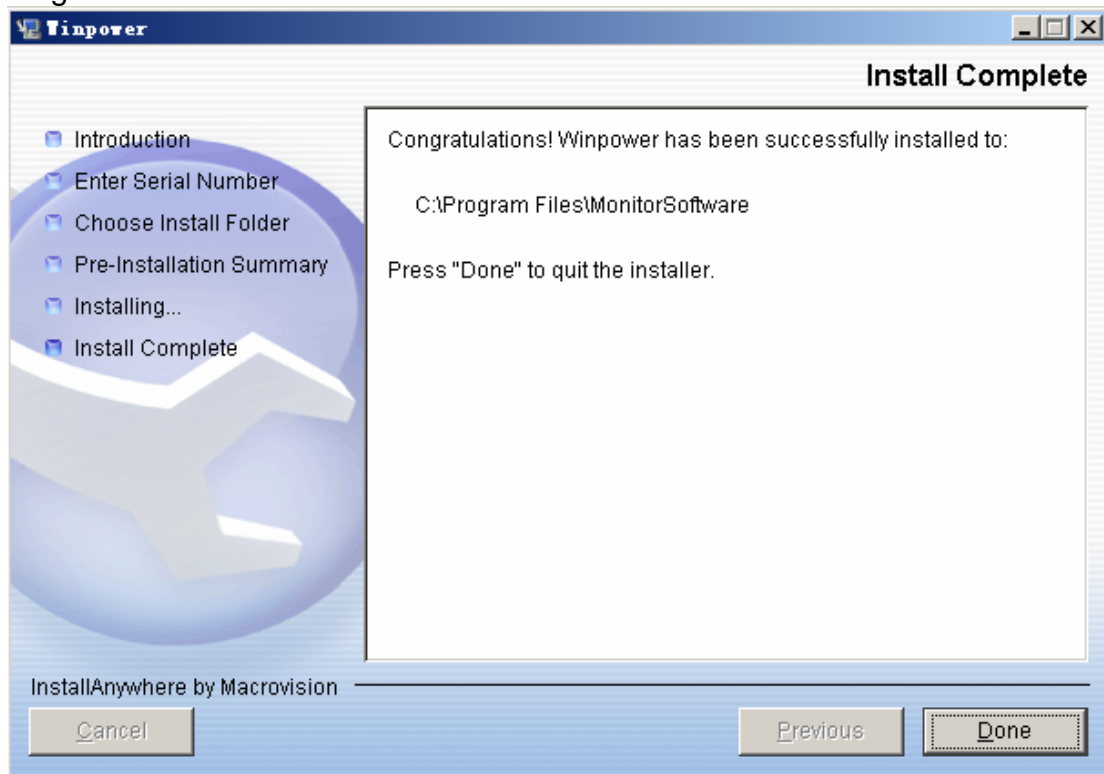 Winpower
Install Complete
Introduction
Enter Serial Number
Choose Install Folder
Pre-Installation Summary
Installing...
Install Complete
Congratulations! Winpower has been successfully installed to:
C:\Program Files\MonitorSoftware
Press "Done" to quit the installer.
InstallAnywhere by Macrovision
Cancel
Previous
Done